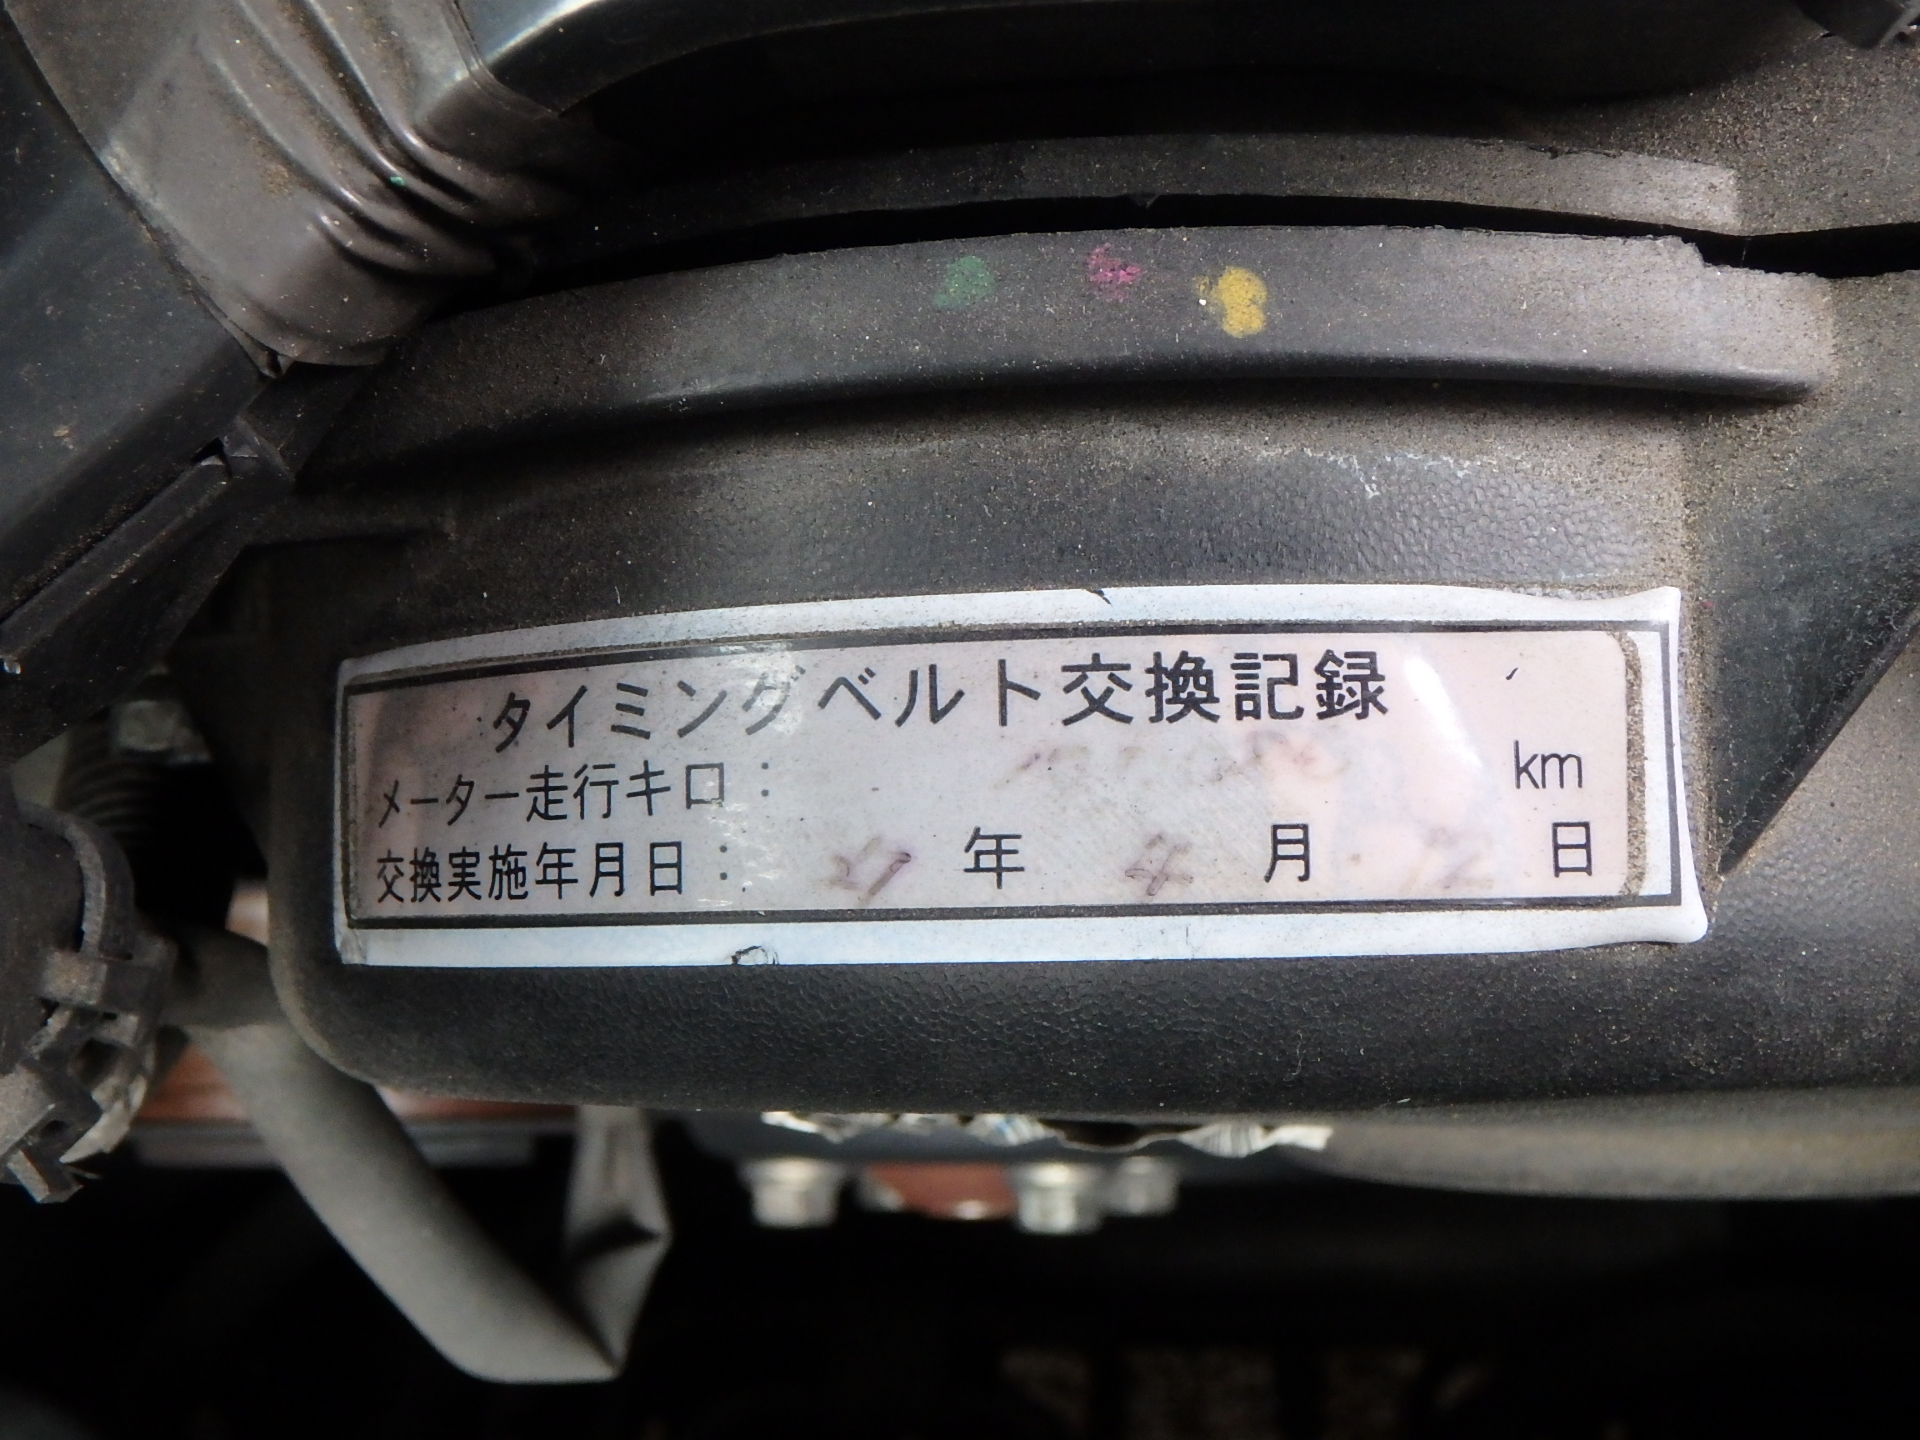 タイミングベルト交換記録
メーター走行キロ： km
交換実施年月日： 年 4 月 日